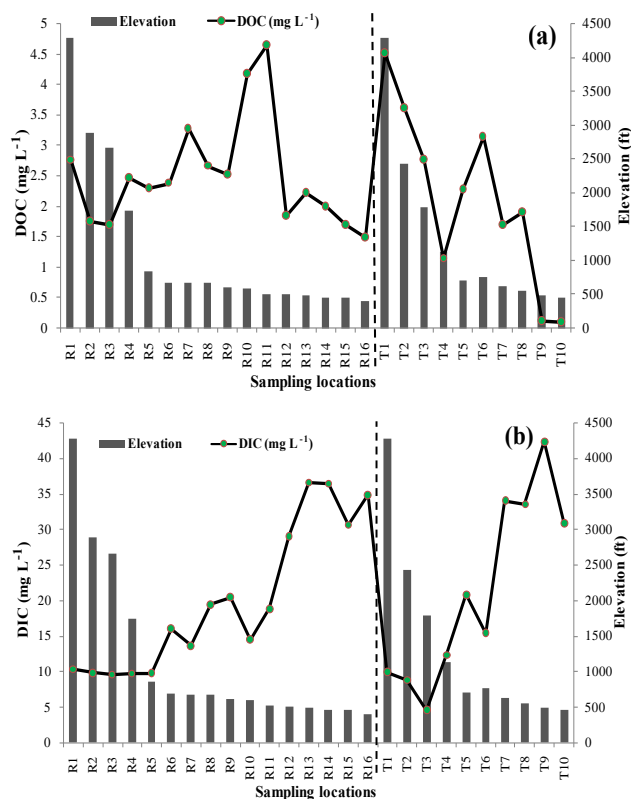 Elevation
DOC (mg L⁻¹)
(a)
5
4.5
4
3.5
3
2.5
2
1.5
1
0.5
0
DOC (mg L⁻¹)
4500
4000
3500
3000
2500
2000
1500
1000
500
0
Elevation (ft)
R1 R2 R3 R4 R5 R6 R7 R8 R9 R10 R11 R12 R13 R14 R15 R16 T1 T2 T3 T4 T5 T6 T7 T8 T9 T10
Sampling locations
Elevation
DIC (mg L⁻¹)
(b)
45
40
35
30
25
20
15
10
5
0
DIC (mg L⁻¹)
4500
4000
3500
3000
2500
2000
1500
1000
500
0
Elevation (ft)
R1 R2 R3 R4 R5 R6 R7 R8 R9 R10 R11 R12 R13 R14 R15 R16 T1 T2 T3 T4 T5 T6 T7 T8 T9 T10
Sampling locations